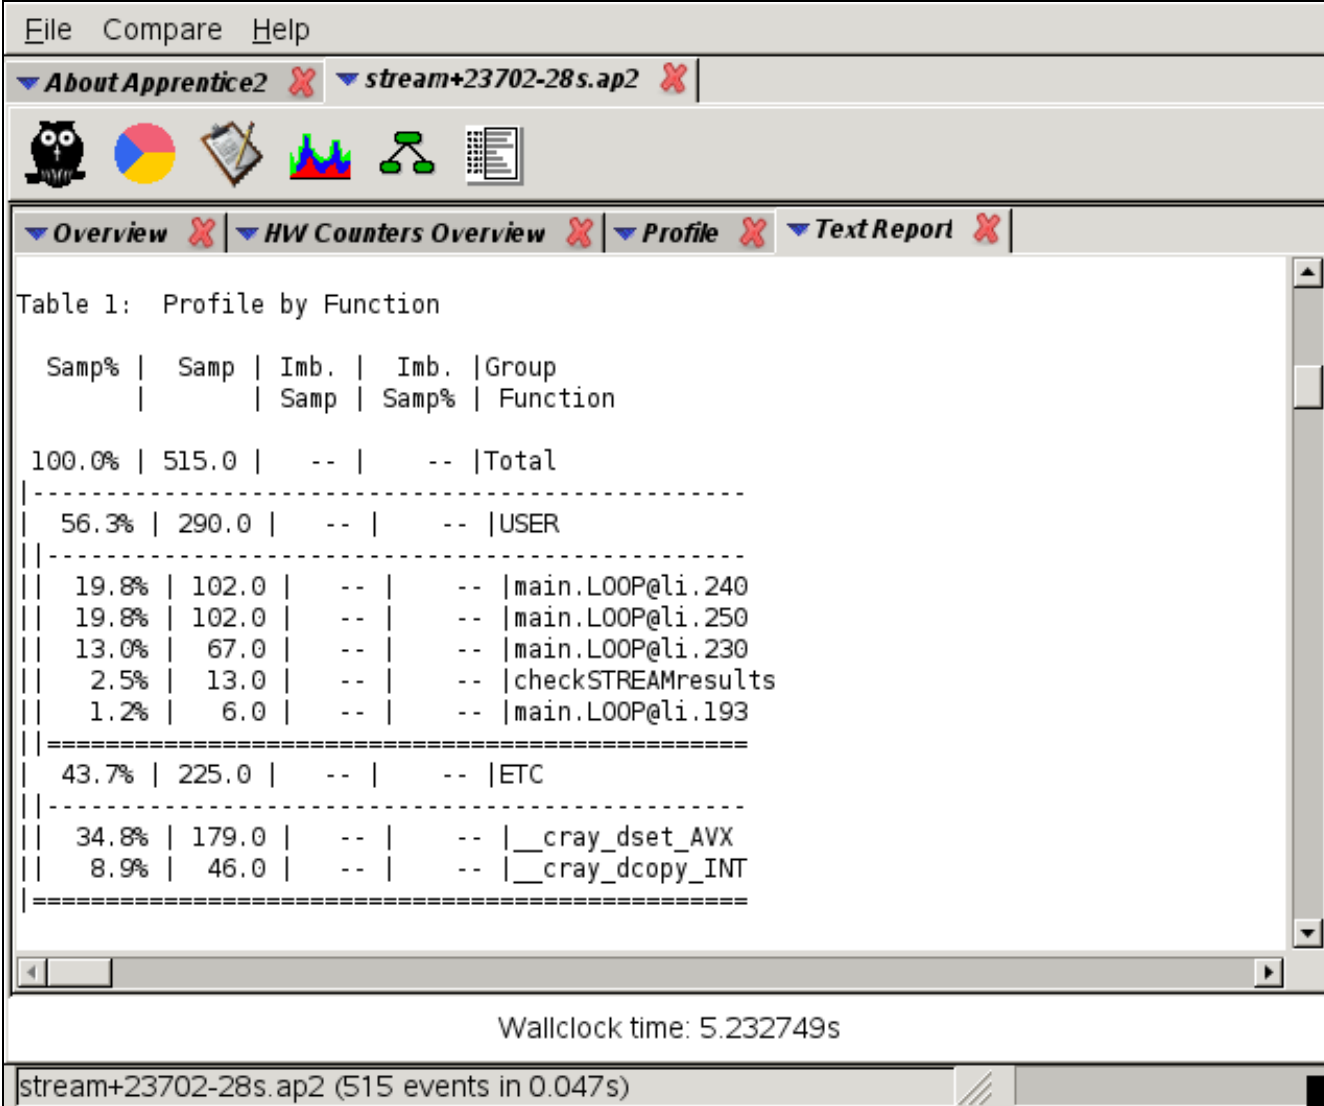 File Compare Help
About Apprentice2 stream+23702-28s.ap2
Overview HW Counters Overview Profile Text Report
Table 1:  Profile by Function
  Samp% |  Samp | Imb. |  Imb. |Group
        |       | Samp | Samp% | Function
 100.0% | 515.0 |   -- |    -- |Total
|-------------------------------------------------
|  56.3% | 290.0 |   -- |    -- |USER
||------------------------------------------------
||  19.8% | 102.0 |   -- |    -- |main.LOOP@li.240
||  19.8% | 102.0 |   -- |    -- |main.LOOP@li.250
||  13.0% |  67.0 |   -- |    -- |main.LOOP@li.230
||   2.5% |  13.0 |   -- |    -- |checkSTREAMresults
||   1.2% |   6.0 |   -- |    -- |main.LOOP@li.193
||================================================
|  43.7% | 225.0 |   -- |    -- |ETC
||------------------------------------------------
||  34.8% | 179.0 |   -- |    -- |__cray_dset_AVX
||   8.9% |  46.0 |   -- |    -- |__cray_dcopy_INT
|=================================================
Wallclock time: 5.232749s
stream+23702-28s.ap2 (515 events in 0.047s)